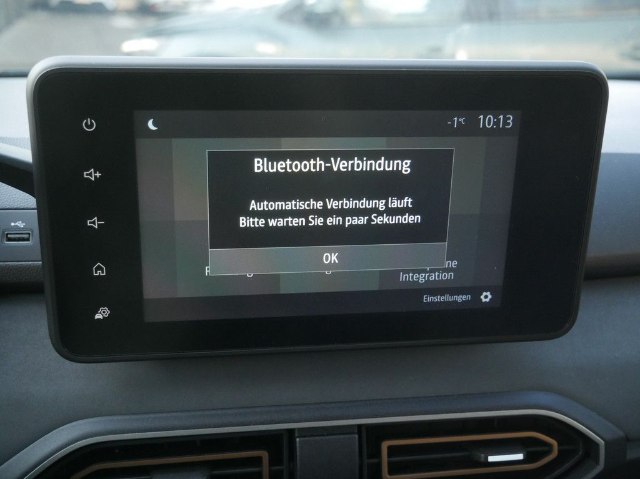 -1°C 10:13
Bluetooth-Verbindung
Automatische Verbindung läuft
Bitte warten Sie ein paar Sekunden
OK
Integration
Einstellungen